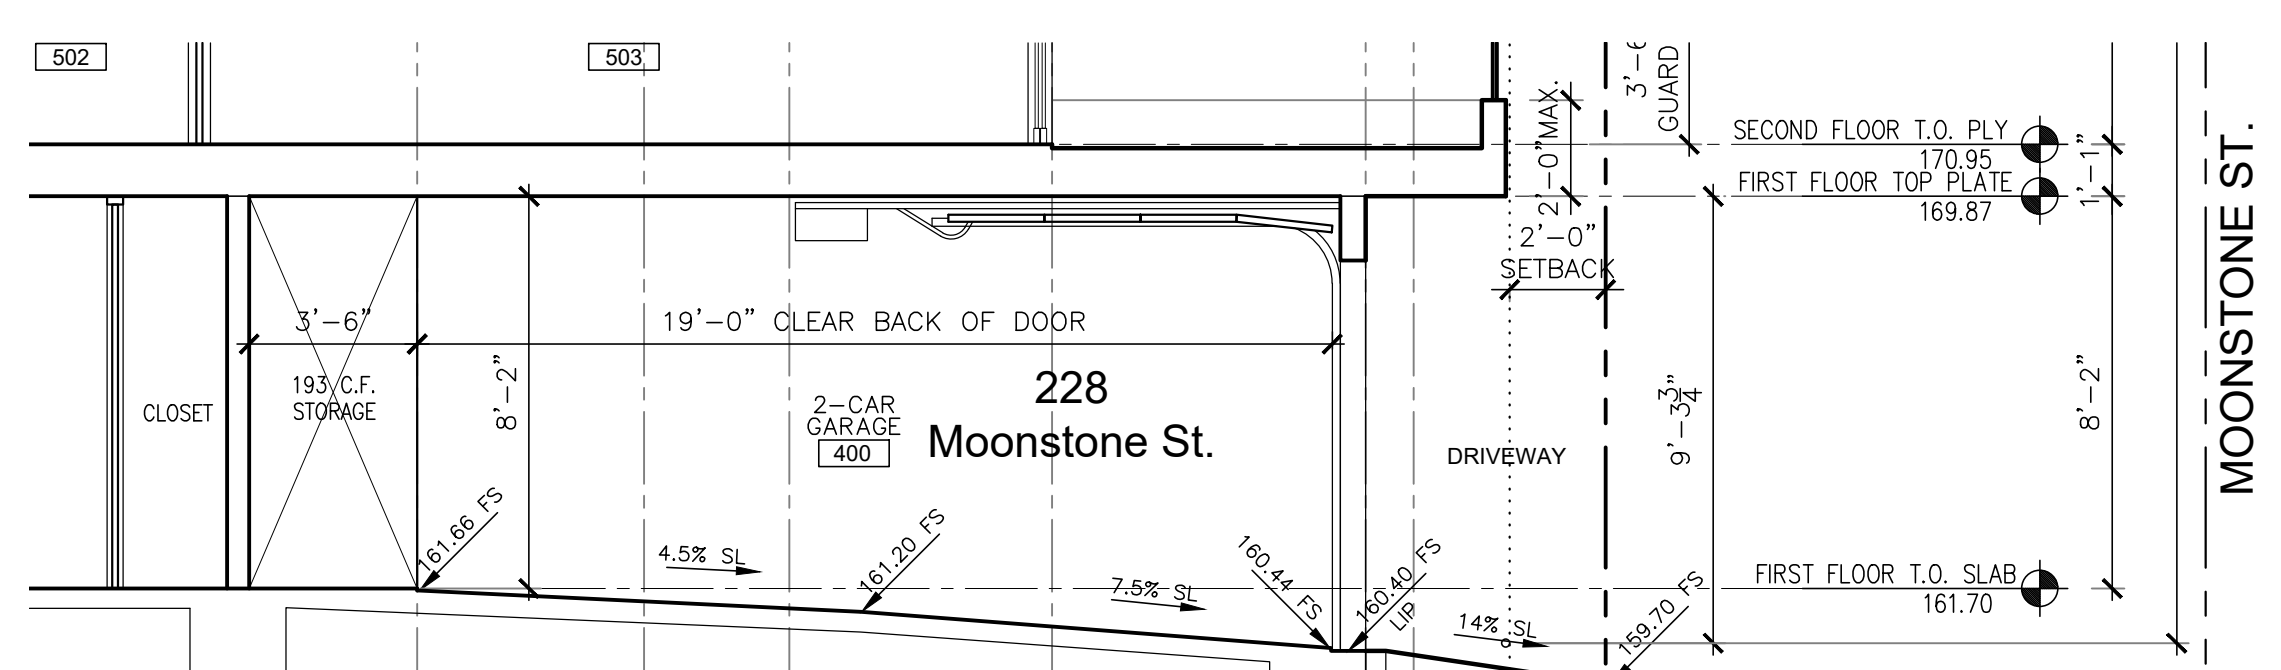 502
503
3'-6
GUARD
2'-0"MAX.
SECOND FLOOR T.O. PLY
170.95
1'-1"
FIRST FLOOR TOP PLATE
169.87
MOONSTONE ST.
2'-0"
SETBACK
3'-6"
19'-0" CLEAR BACK OF DOOR
8'-2"
193 C.F.
STORAGE
CLOSET
2-CAR
GARAGE
400
228
Moonstone St.
DRIVEWAY
9'-3 3/4"
8'-2"
161.66 FS
4.5% SL
161.20 FS
7.5% SL
160.44 FS
160.40 FS
LIP
14% SL
159.70 FS
FIRST FLOOR T.O. SLAB
161.70